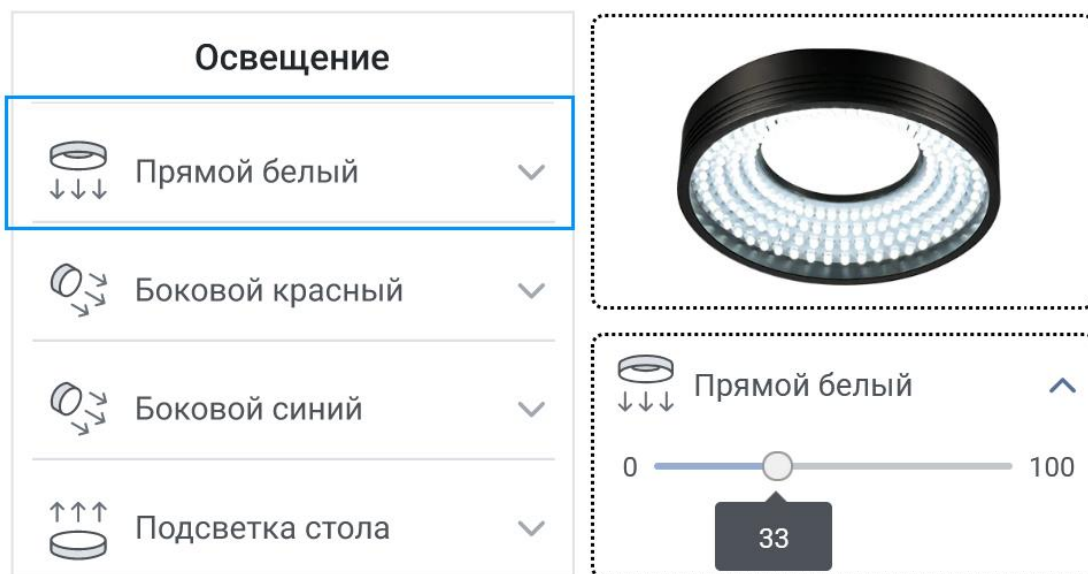 Освещение
Прямой белый
Боковой красный
Боковой синий
Подсветка стола
Прямой белый
0 100
33